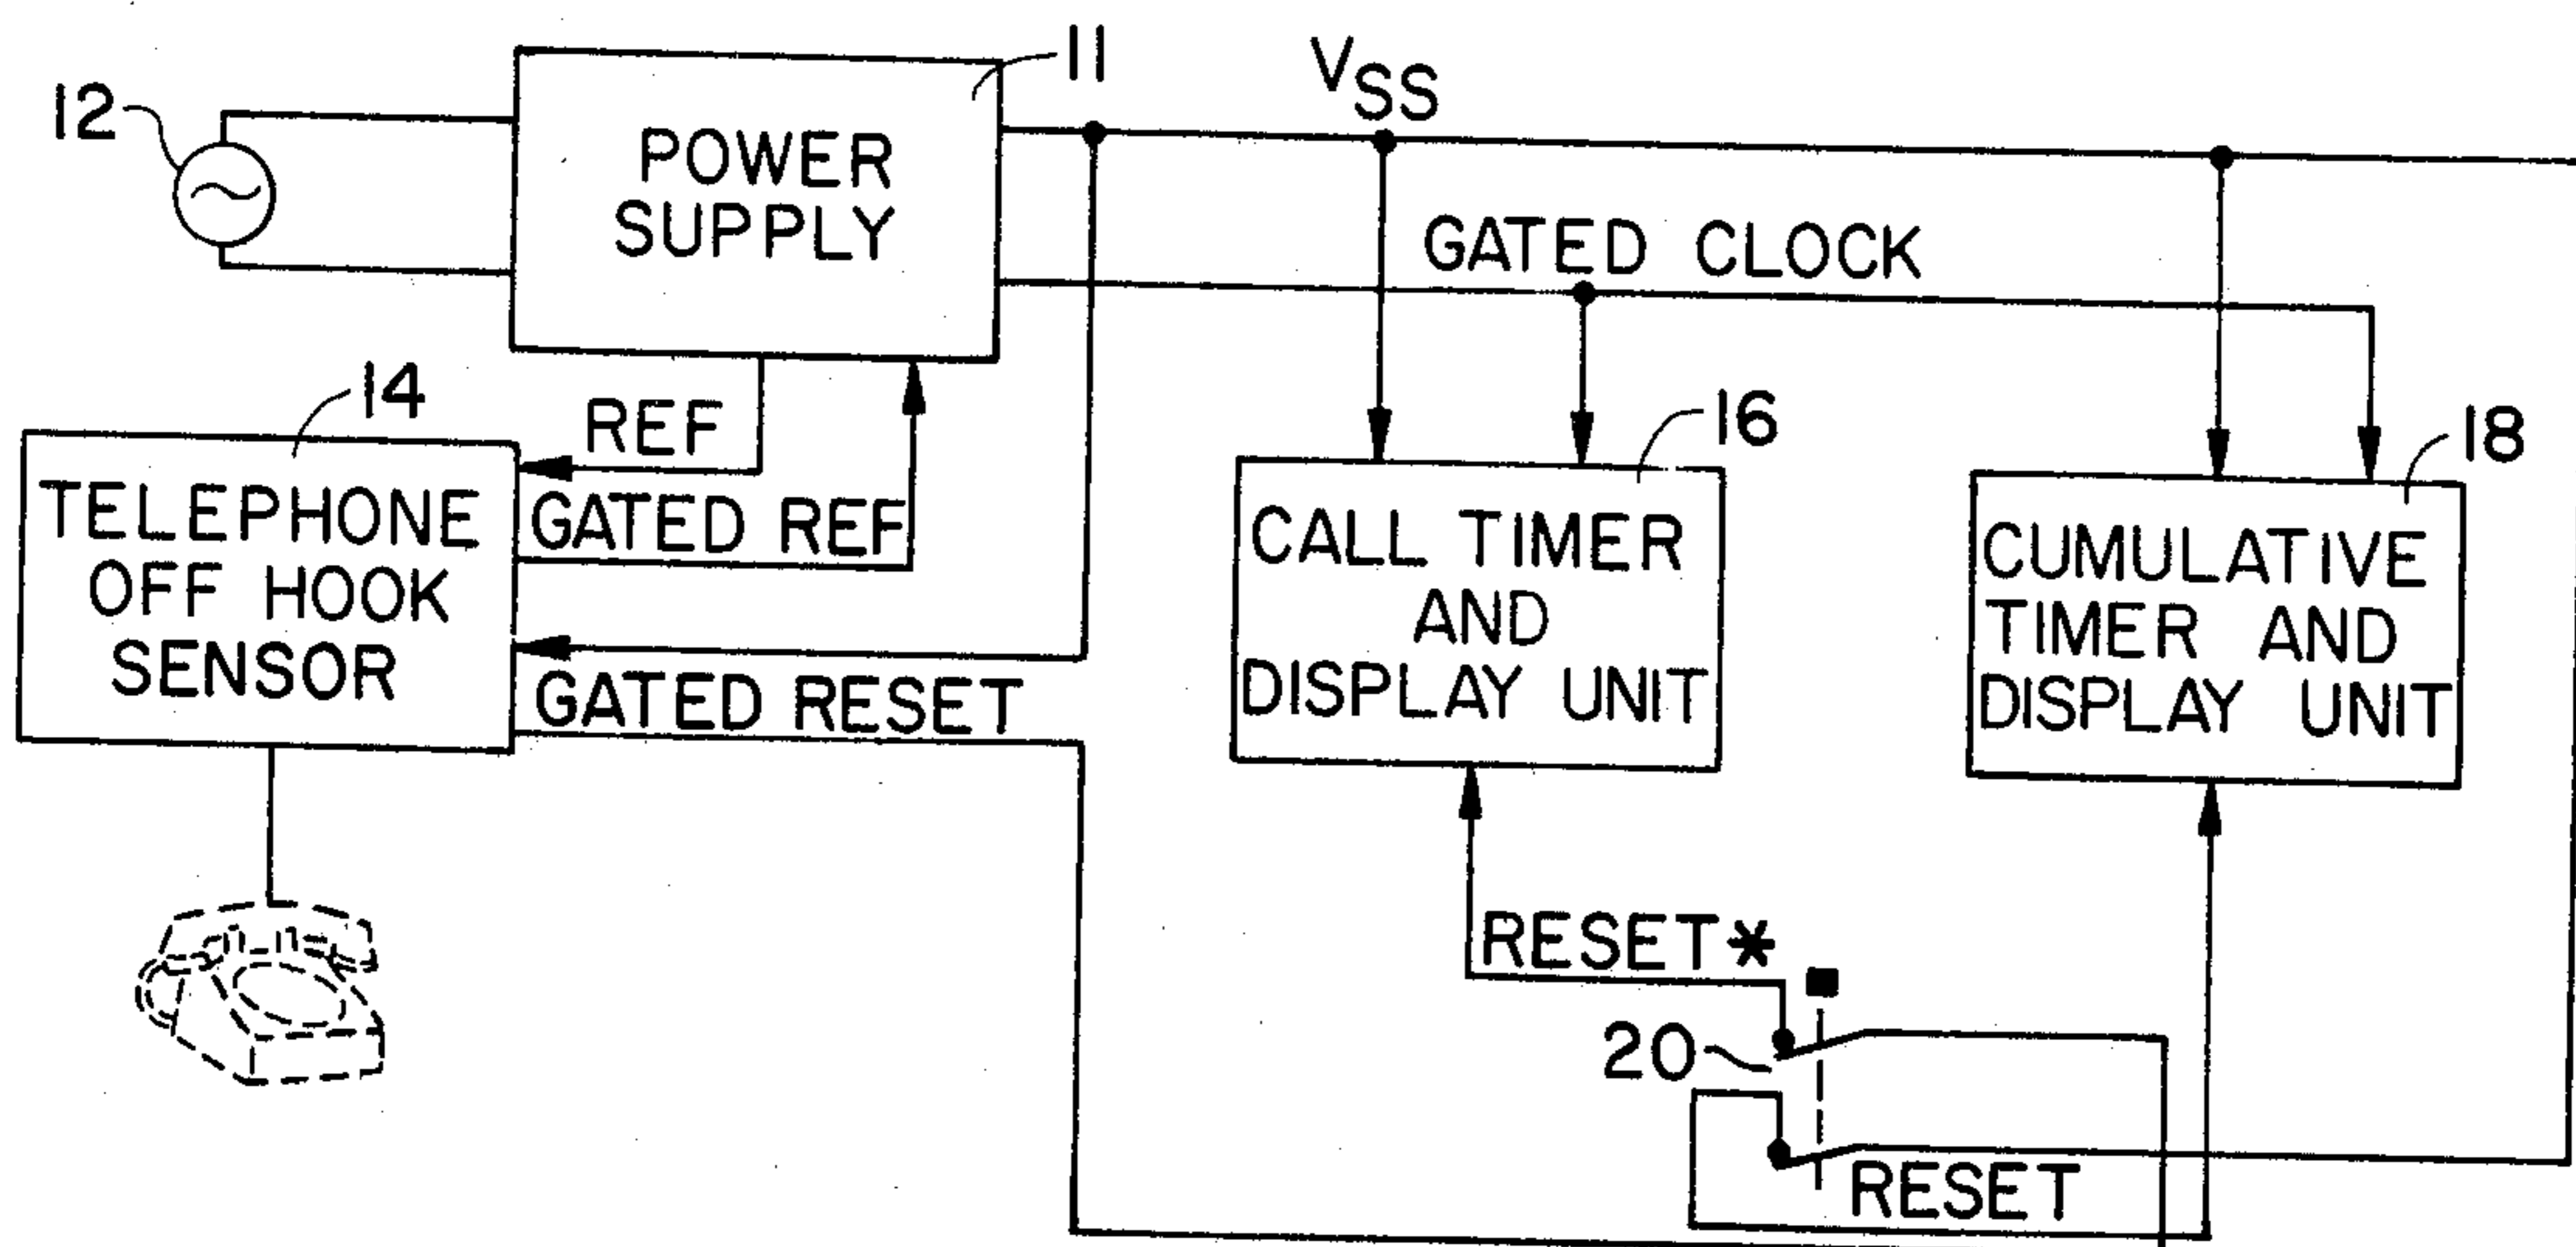 11
V SS
12
POWER
SUPPLY
GATED CLOCK
14
REF
16
18
TELEPHONE
OFF HOOK
SENSOR
GATED REF
CALL TIMER
AND
DISPLAY UNIT
CUMULATIVE
TIMER AND
DISPLAY UNIT
GATED RESET
RESET*
20
RESET